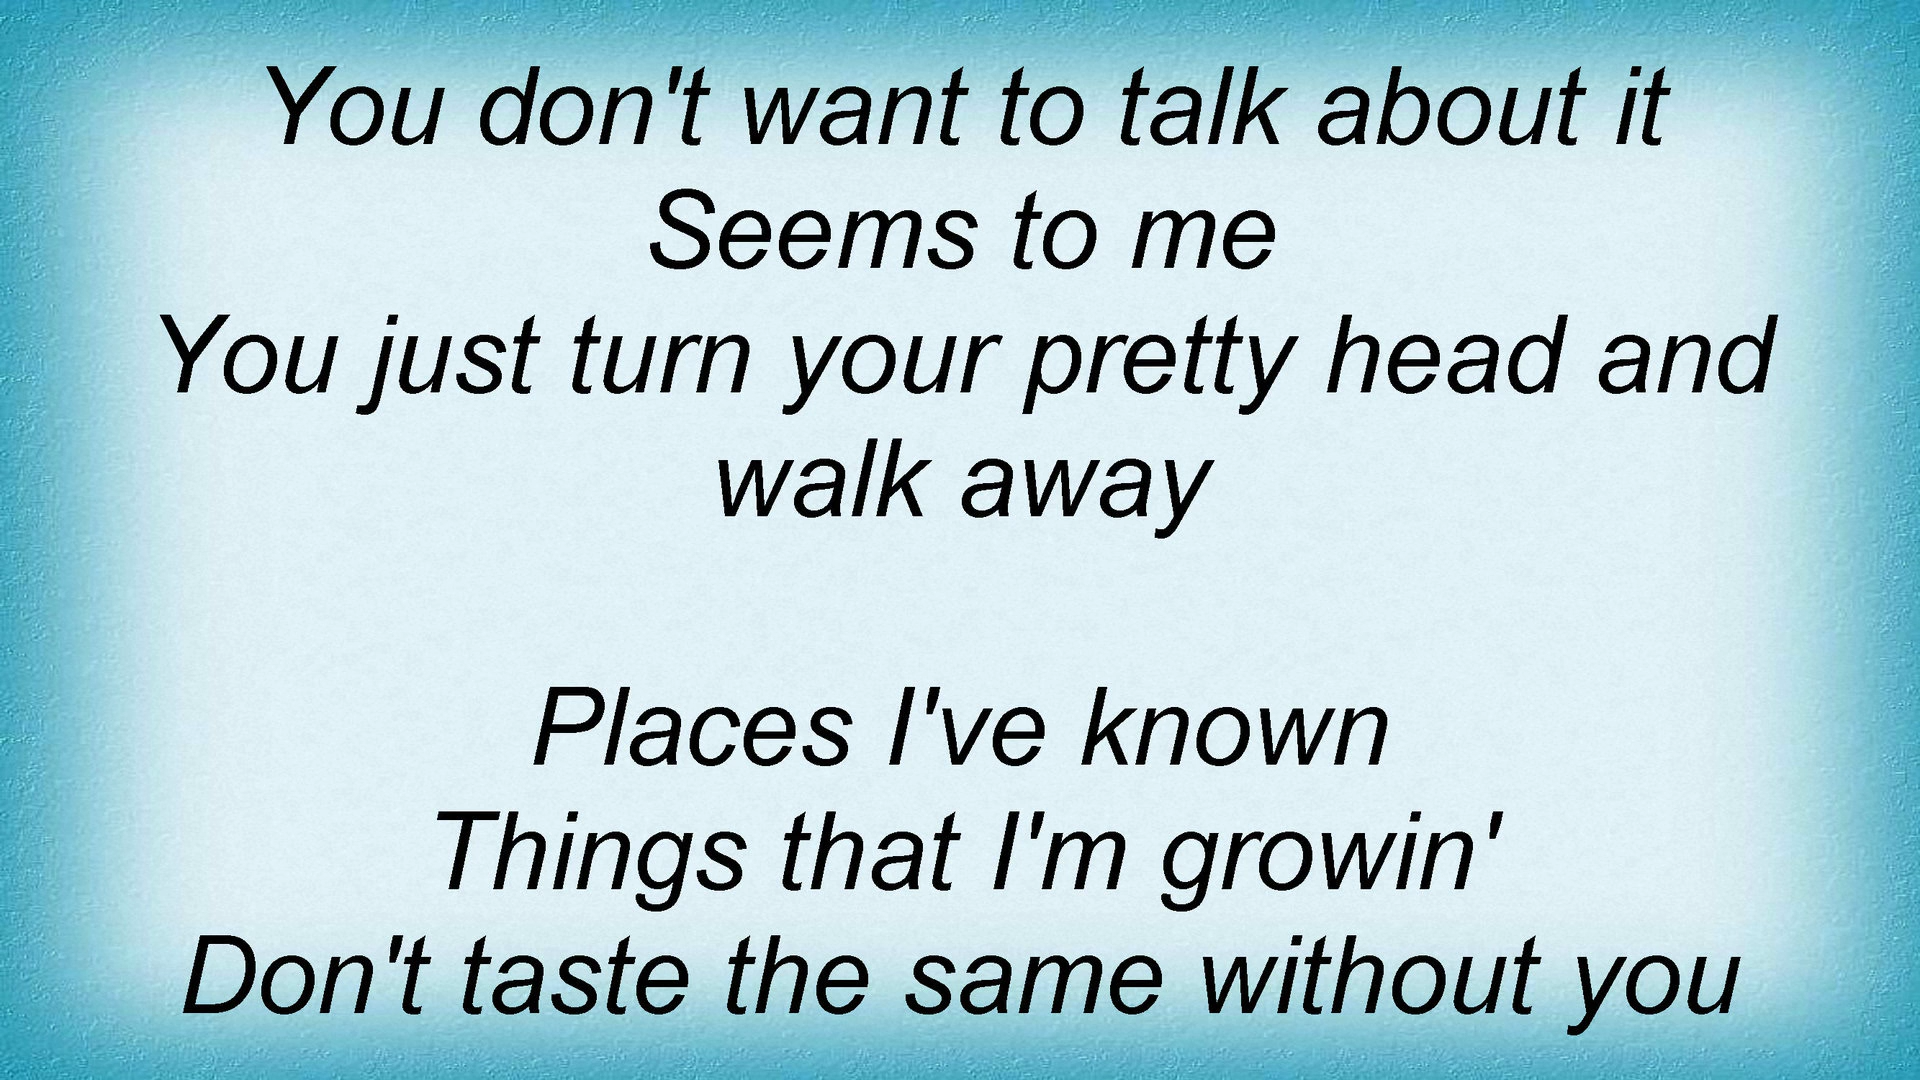 You don't want to talk about it
Seems to me
You just turn your pretty head and
walk away
Places I've known
Things that I'm growin'
Don't taste the same without you